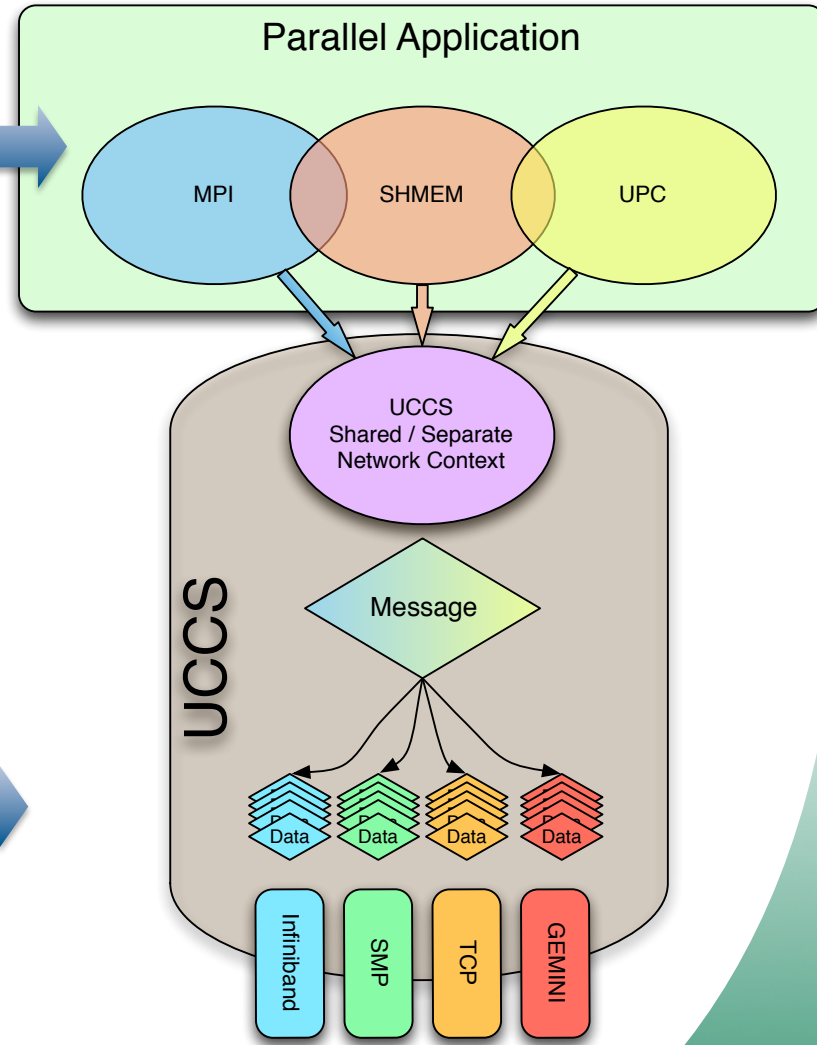 Parallel Application
MPI
SHMEM
UPC
UCCS
Shared / Separate
Network Context
UCCS
Message
Data
Data
Data
Data
Infiniband
SMP
TCP
GEMINI